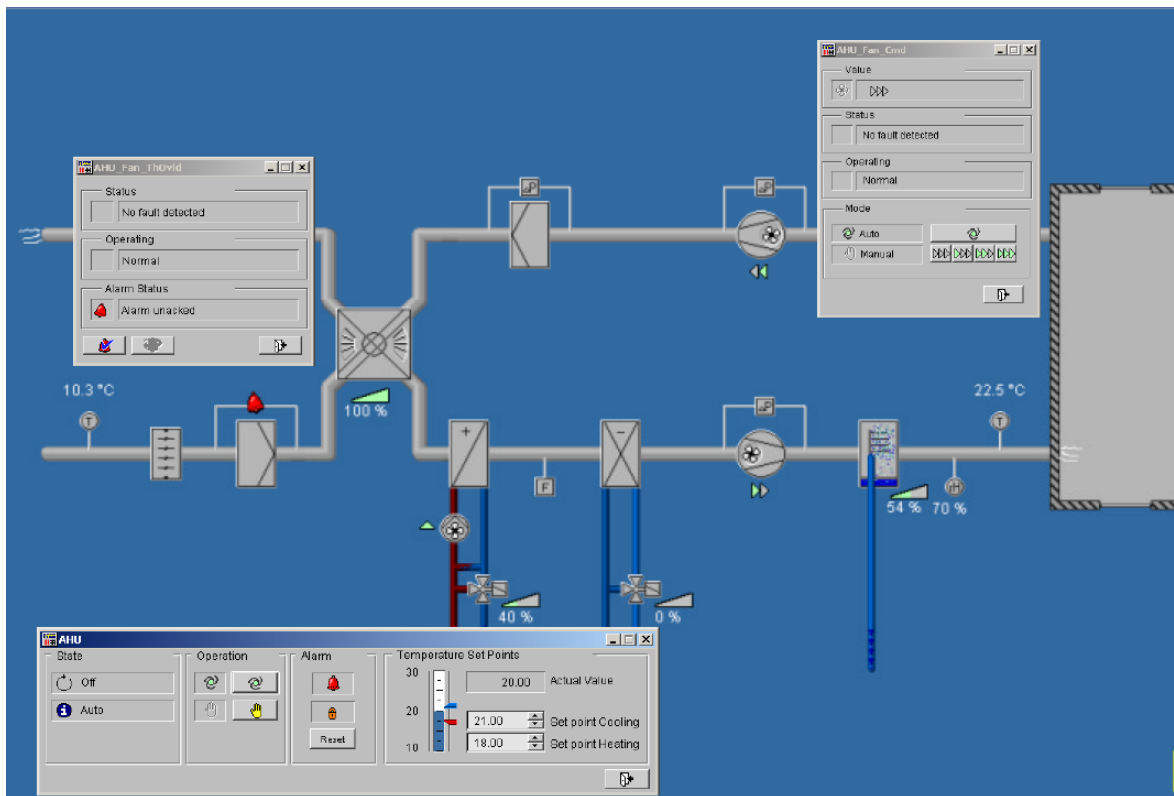 AHU_Fan_Cmd
Value
Status
No fault detected
Operating
Normal
Mode
Auto
Manual
AHU_Fan_ThOvld
Status
No fault detected
Operating
Normal
Alarm Status
Alarm unacked
P
P
10.3 °C
T
100 %
+
-
F
P
22.5 °C
T
54 %
70 %
40 %
0 %
AHU
State
Off
Auto
Operation
Alarm
Reset
Temperature Set Points
30
20
10
20.00 Actual Value
21.00 Set point Cooling
18.00 Set point Heating